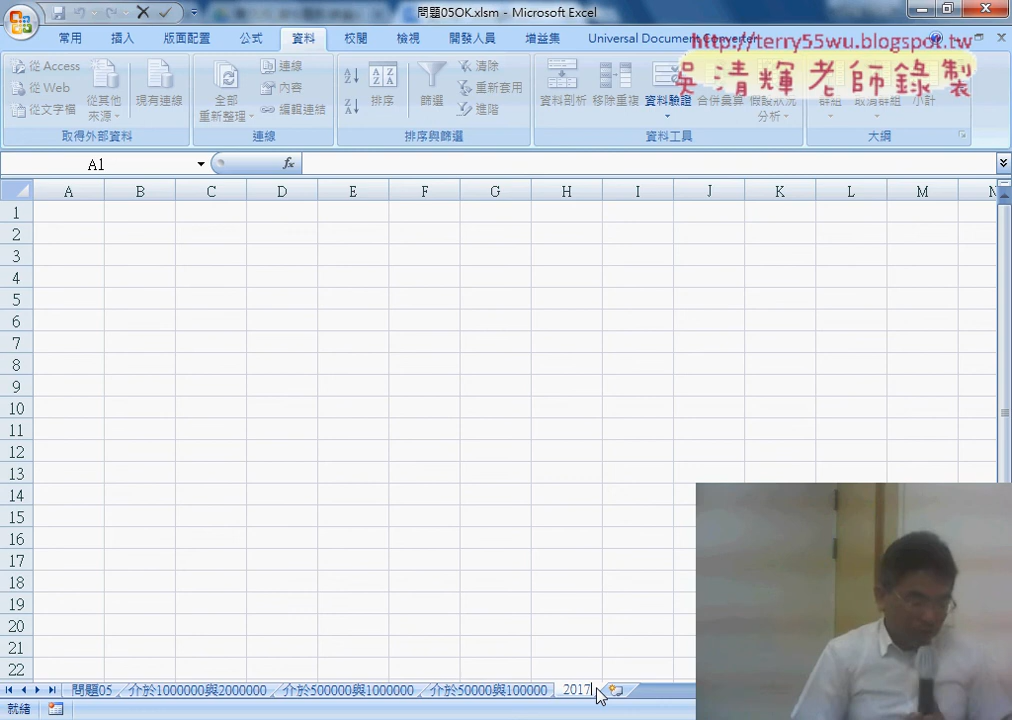 問題05OK.xlsm - Microsoft Excel
常用 插入 版面配置 公式 資料 校閱 檢視 開發人員 增益集 Universal Document Converter
http://terry55wu.blogspot.tw
吳清輝老師錄製
從 Access 從 Web 從文字檔 從其他來源 現有連線
取得外部資料
全部重新整理 連線 內容 編輯連結
連線
排序 篩選 清除 重新套用 進階
排序與篩選
資料剖析 移除重複 資料驗證 合併彙算 假設狀況分析
資料工具
群組 取消群組 小計
大綱
A1 fx
A B C D E F G H I J K L M N
1
2
3
4
5
6
7
8
9
10
11
12
13
14
15
16
17
18
19
20
21
22
問題05 介於1000000與2000000 介於500000與1000000 介於50000與100000 2017
就緒